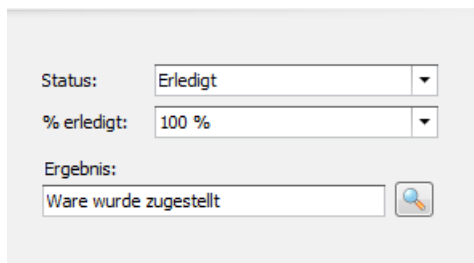 Status: Erledigt
% erledigt: 100 %
Ergebnis:
Ware wurde zugestellt